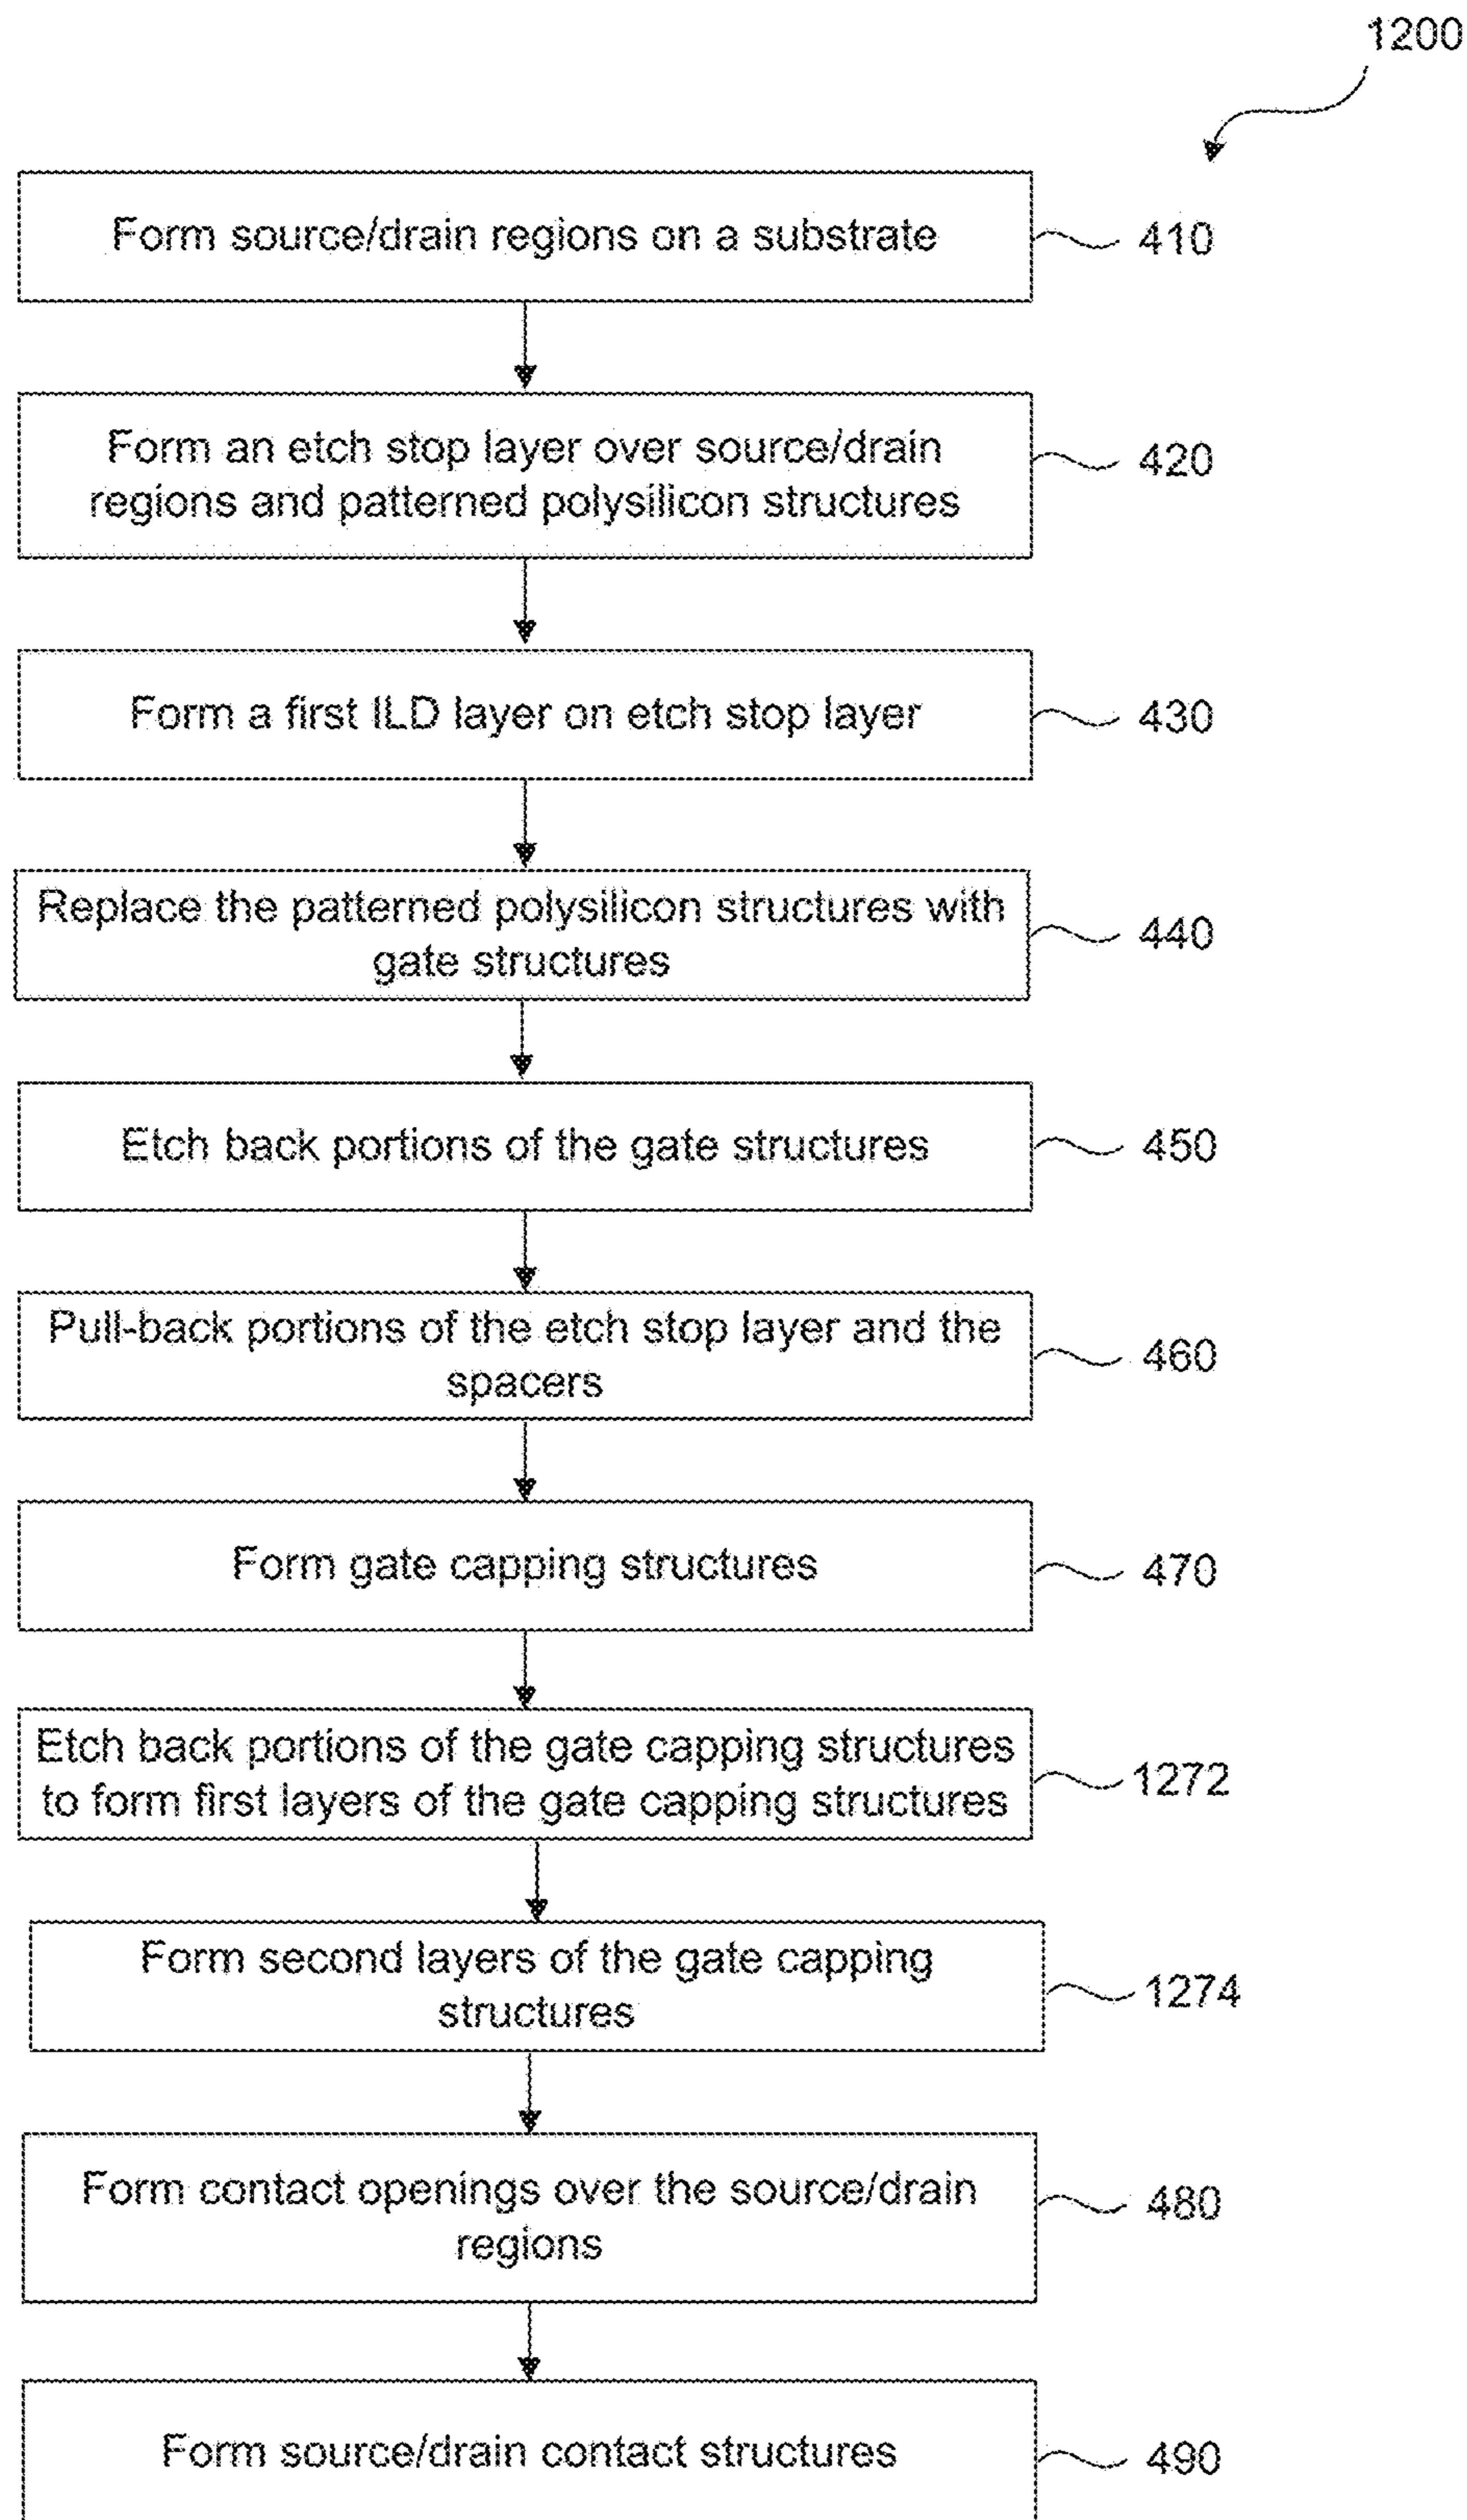 1200
Form source/drain regions on a substrate
410
Form an etch stop layer over source/drain
regions and patterned polysilicon structures
420
Form a first ILD layer on etch stop layer
430
Replace the patterned polysilicon structures with
gate structures
440
Etch back portions of the gate structures
450
Pull-back portions of the etch stop layer and the
spacers
460
Form gate capping structures
470
Etch back portions of the gate capping structures
to form first layers of the gate capping structures
1272
Form second layers of the gate capping
structures
1274
Form contact openings over the source/drain
regions
480
Form source/drain contact structures
490